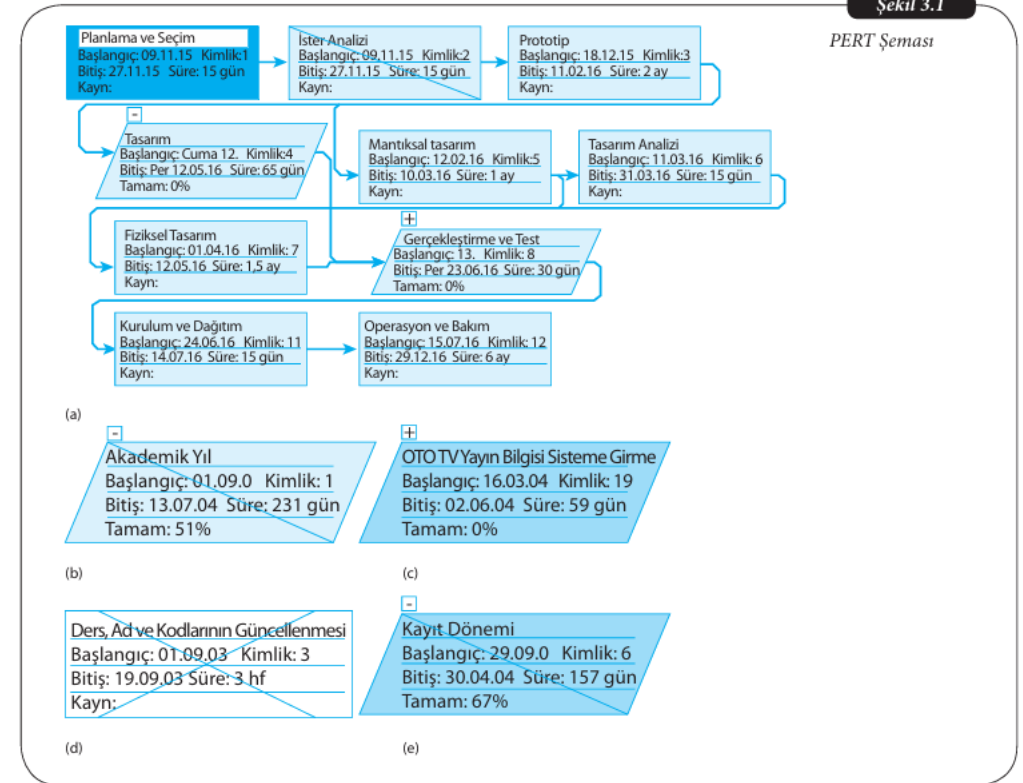 Şekil 3.1
PERT Şeması
Planlama ve Seçim
Başlangıç: 09.11.15 Kimlik:1
Bitiş: 27.11.15 Süre: 15 gün
Kayn:
İster Analizi
Başlangıç: 09.11.15 Kimlik:2
Bitiş: 27.11.15 Süre: 15 gün
Kayn:
Prototip
Başlangıç: 18.12.15 Kimlik:3
Bitiş: 11.02.16 Süre: 2 ay
Kayn:
-
Tasarım
Başlangıç: Cuma 12. Kimlik:4
Bitiş: Per 12.05.16 Süre: 65 gün
Tamam: 0%
Mantıksal tasarım
Başlangıç: 12.02.16 Kimlik:5
Bitiş: 10.03.16 Süre: 1 ay
Kayn:
Tasarım Analizi
Başlangıç: 11.03.16 Kimlik: 6
Bitiş: 31.03.16 Süre: 15 gün
Kayn:
Fiziksel Tasarım
Başlangıç: 01.04.16 Kimlik: 7
Bitiş: 12.05.16 Süre: 1,5 ay
Kayn:
+
Gerçekleştirme ve Test
Başlangıç: 13. Kimlik: 8
Bitiş: Per 23.06.16 Süre: 30 gün
Tamam: 0%
Kurulum ve Dağıtım
Başlangıç: 24.06.16 Kimlik: 11
Bitiş: 14.07.16 Süre: 15 gün
Kayn:
Operasyon ve Bakım
Başlangıç: 15.07.16 Kimlik: 12
Bitiş: 29.12.16 Süre: 6 ay
Kayn:
(a)
-
Akademik Yıl
Başlangıç: 01.09.0 Kimlik: 1
Bitiş: 13.07.04 Süre: 231 gün
Tamam: 51%
(b)
+
OTO TV Yayın Bilgisi Sisteme Girme
Başlangıç: 16.03.04 Kimlik: 19
Bitiş: 02.06.04 Süre: 59 gün
Tamam: 0%
(c)
Ders, Ad ve Kodlarının Güncellenmesi
Başlangıç: 01.09.03 Kimlik: 3
Bitiş: 19.09.03 Süre: 3 hf
Kayn:
(d)
-
Kayıt Dönemi
Başlangıç: 29.09.0 Kimlik: 6
Bitiş: 30.04.04 Süre: 157 gün
Tamam: 67%
(e)